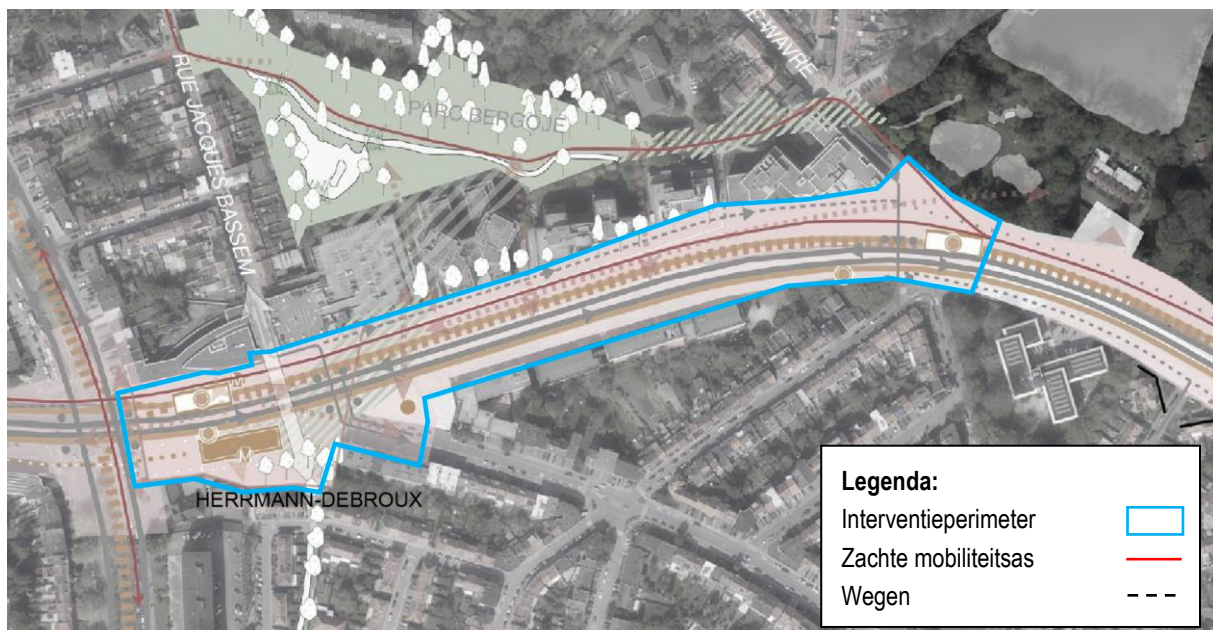 E-WAVRE
RUE JACQUES BASSEM
PARC BERGOJE
M
M
HERRMANN-DEBROUX
Legenda:
Interventieperimeter
Zachte mobiliteitsas
Wegen